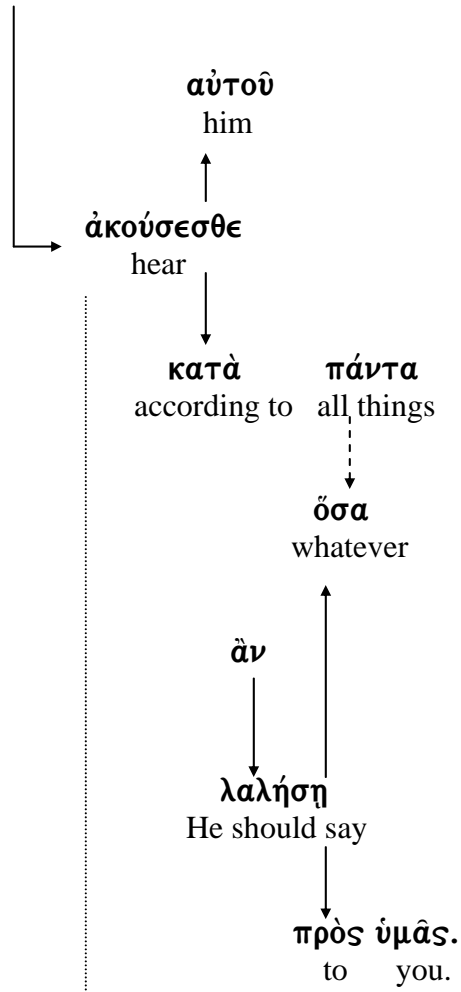 αὐτοῦ
him
ἀκούσεσθε
hear
κατὰ πάντα
according to all things
ὅσα
whatever
ἂν
λαλήσῃ
He should say
πρὸς ὑμᾶς.
to you.